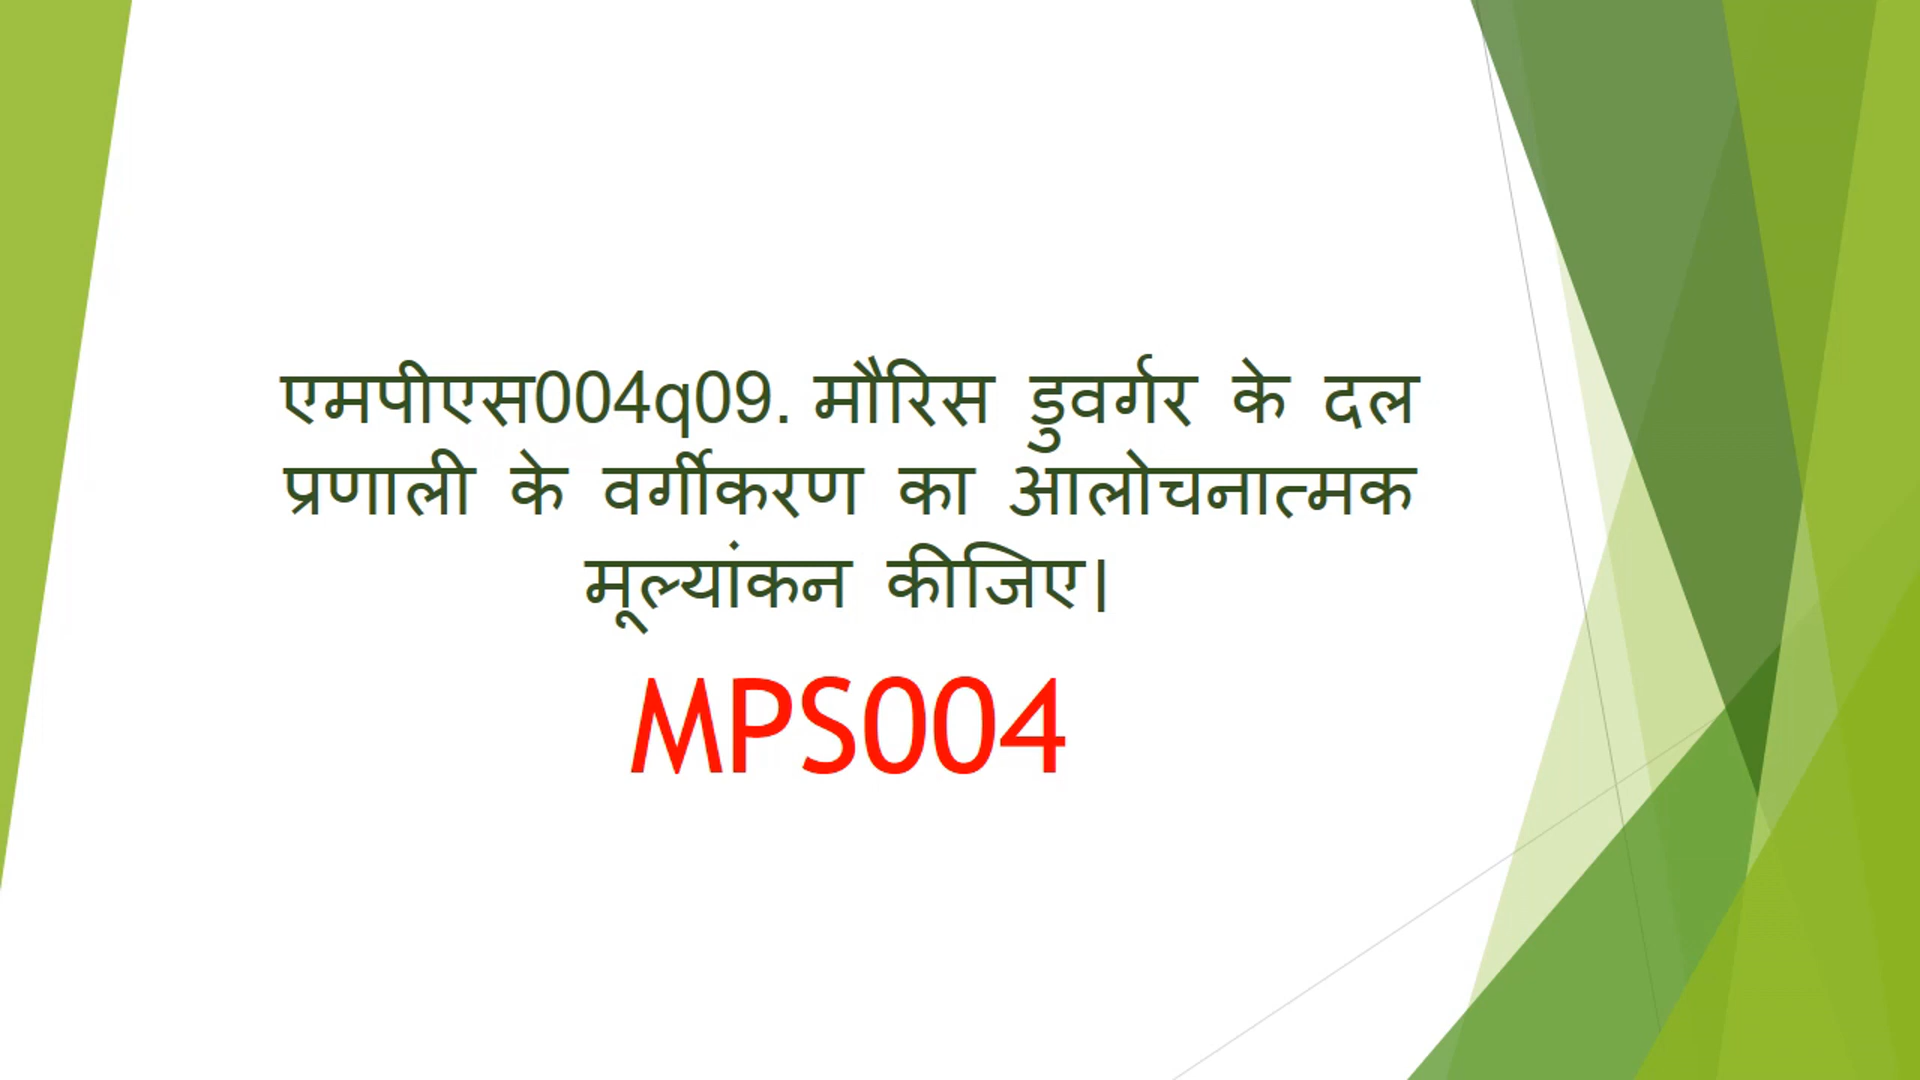 एमपीएस004q09. मौरिस डुवर्गर के दल
प्रणाली के वर्गीकरण का आलोचनात्मक
मूल्यांकन कीजिए।
MPS004